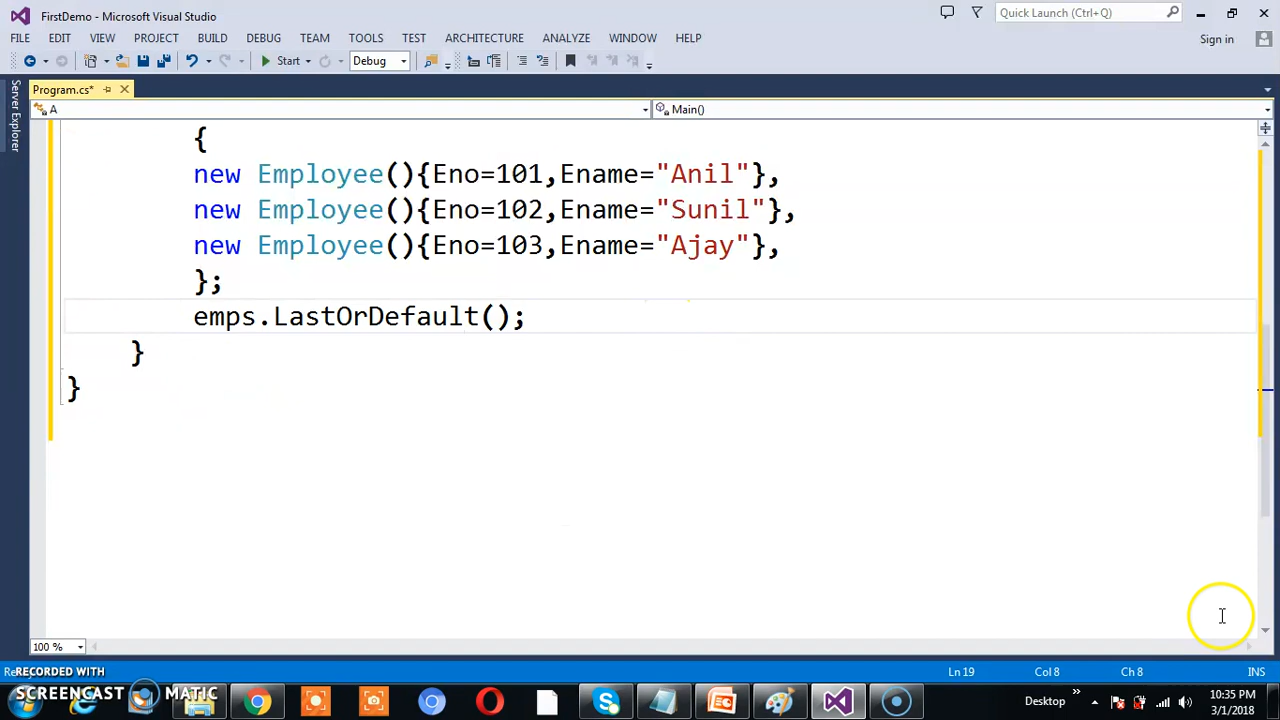 FirstDemo - Microsoft Visual Studio
Quick Launch (Ctrl+Q)
FILE EDIT VIEW PROJECT BUILD DEBUG TEAM TOOLS TEST ARCHITECTURE ANALYZE WINDOW HELP
Sign in
Start Debug
Server Explorer
Program.cs*
A
Main()
{
new Employee(){Eno=101,Ename="Anil"},
new Employee(){Eno=102,Ename="Sunil"},
new Employee(){Eno=103,Ename="Ajay"},
};
emps.LastOrDefault();
}
}
100 %
RECORDED WITH
SCREENCAST MATIC
Ln 19 Col 8 Ch 8 INS
Desktop
10:35 PM
3/1/2018